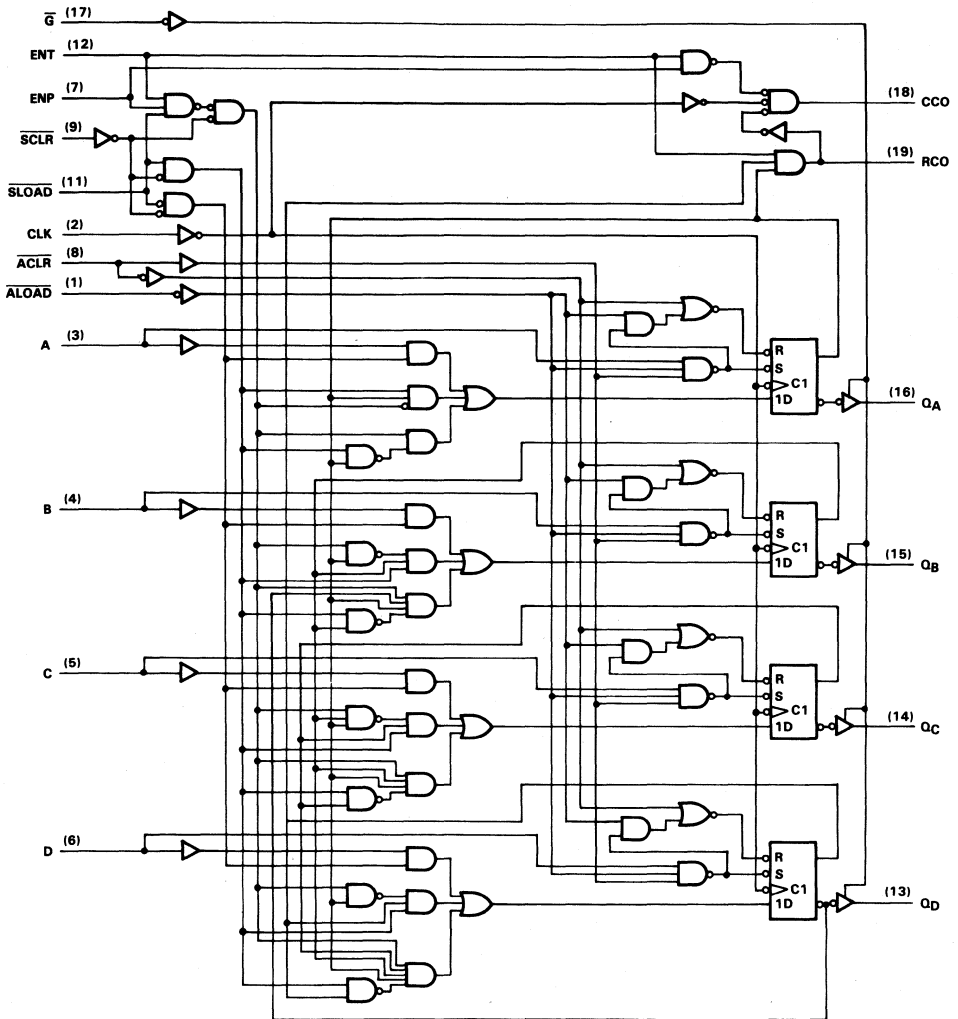 G (17)
ENT (12)
ENP (7)
SCLR (9)
SLOAD (11)
CLK (2)
ACLR (8)
ALOAD (1)
(18) CCO
(19) RCO
A (3)
R
S
C1
1D
(16) QA
B (4)
R
S
C1
1D
(15) QB
C (5)
R
S
C1
1D
(14) QC
D (6)
R
S
C1
1D
(13) QD